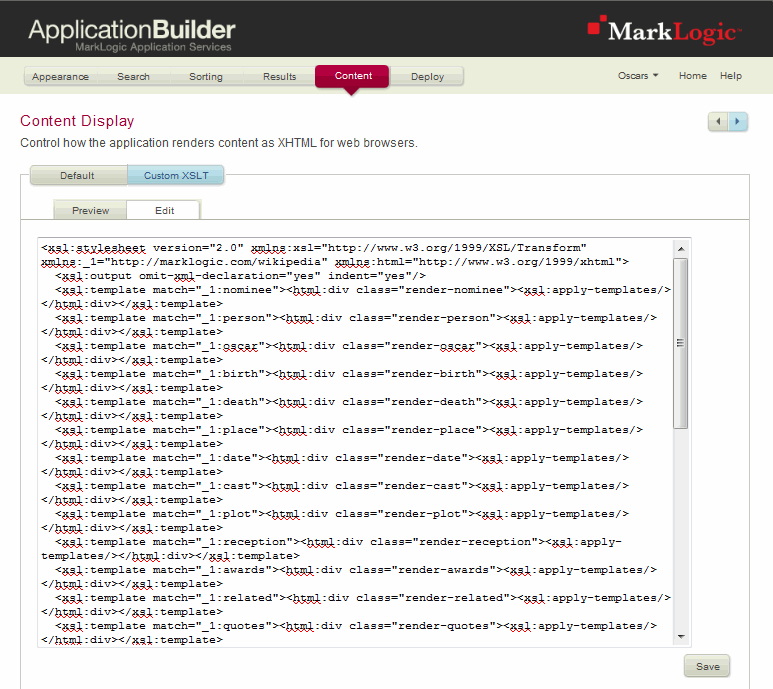 ApplicationBuilder
MarkLogic Application Services
MarkLogic
Appearance Search Sorting Results Content Deploy
Oscars Home Help
Content Display
Control how the application renders content as XHTML for web browsers.
Default Custom XSLT
Preview Edit
<xsl:stylesheet version="2.0" xmlns:xsl="http://www.w3.org/1999/XSL/Transform"
xmlns:_1="http://marklogic.com/wikipedia" xmlns:html="http://www.w3.org/1999/xhtml">
<xsl:output omit-xml-declaration="yes" indent="yes"/>
<xsl:template match="_1:nominee"><html:div class="render-nominee"><xsl:apply-templates/>
</html:div></xsl:template>
<xsl:template match="_1:person"><html:div class="render-person"><xsl:apply-templates/>
</html:div></xsl:template>
<xsl:template match="_1:oscar"><html:div class="render-oscar"><xsl:apply-templates/>
</html:div></xsl:template>
<xsl:template match="_1:birth"><html:div class="render-birth"><xsl:apply-templates/>
</html:div></xsl:template>
<xsl:template match="_1:death"><html:div class="render-death"><xsl:apply-templates/>
</html:div></xsl:template>
<xsl:template match="_1:place"><html:div class="render-place"><xsl:apply-templates/>
</html:div></xsl:template>
<xsl:template match="_1:date"><html:div class="render-date"><xsl:apply-templates/>
</html:div></xsl:template>
<xsl:template match="_1:cast"><html:div class="render-cast"><xsl:apply-templates/>
</html:div></xsl:template>
<xsl:template match="_1:plot"><html:div class="render-plot"><xsl:apply-templates/>
</html:div></xsl:template>
<xsl:template match="_1:reception"><html:div class="render-reception"><xsl:apply-
templates/></html:div></xsl:template>
<xsl:template match="_1:awards"><html:div class="render-awards"><xsl:apply-templates/>
</html:div></xsl:template>
<xsl:template match="_1:related"><html:div class="render-related"><xsl:apply-templates/>
</html:div></xsl:template>
<xsl:template match="_1:quotes"><html:div class="render-quotes"><xsl:apply-templates/>
</html:div></xsl:template>
Save